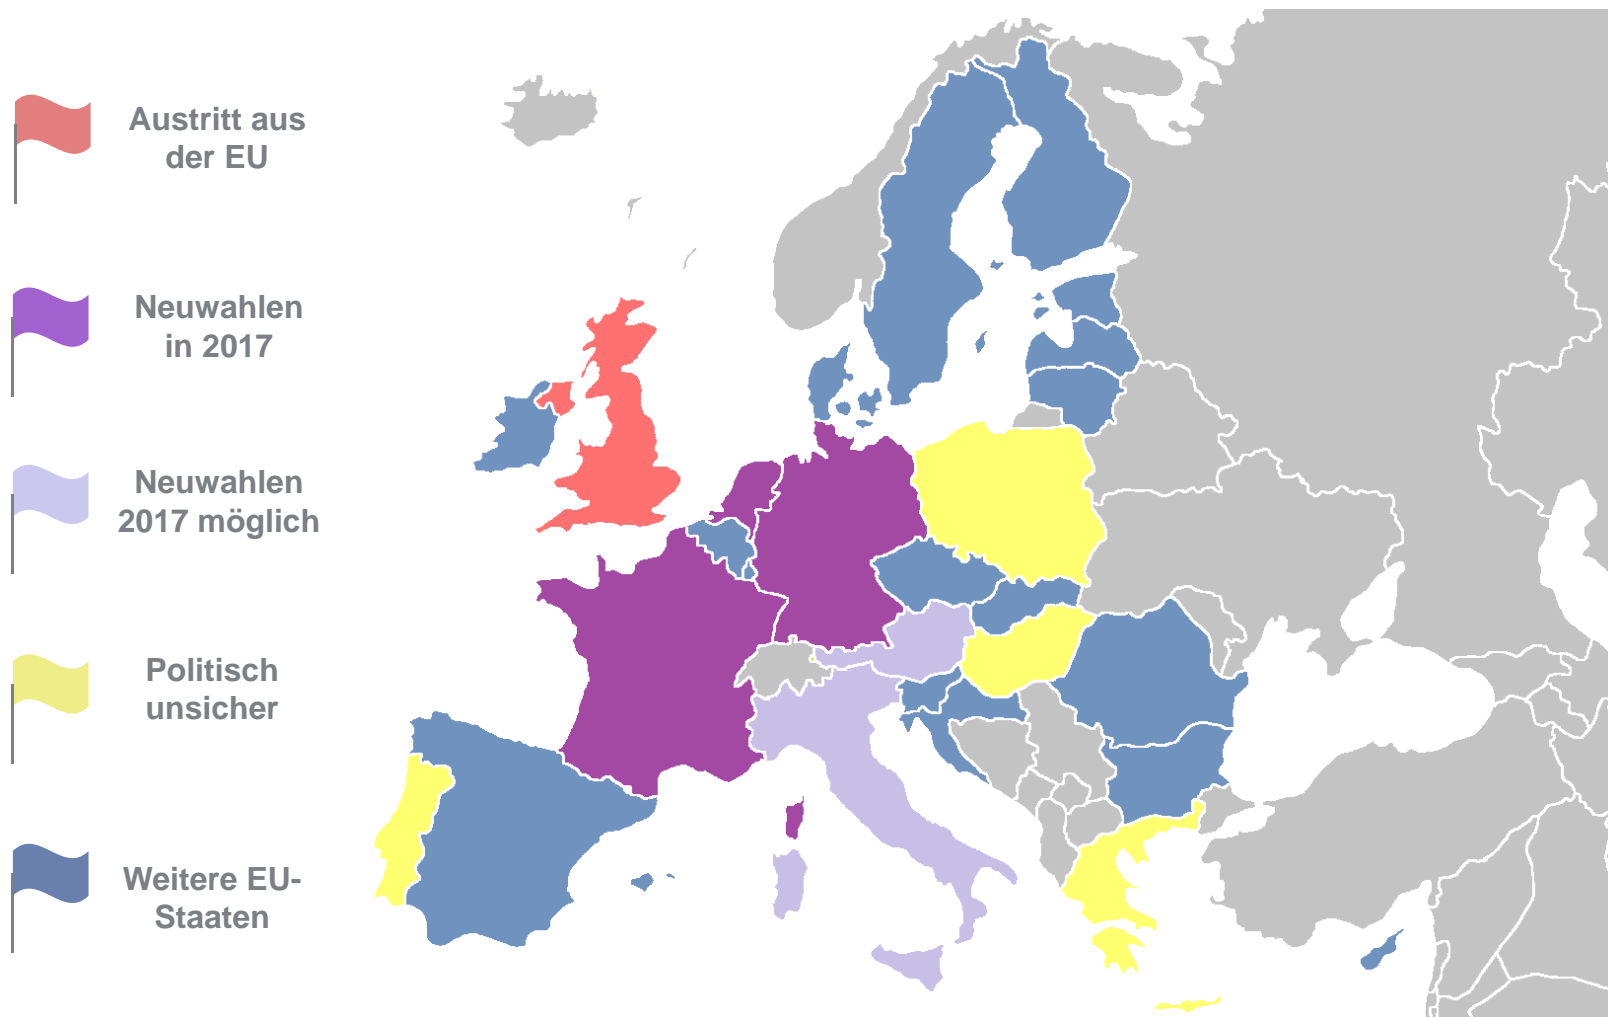 Austritt aus
der EU
Neuwahlen
in 2017
Neuwahlen
2017 möglich
Politisch
unsicher
Weitere EU-
Staaten